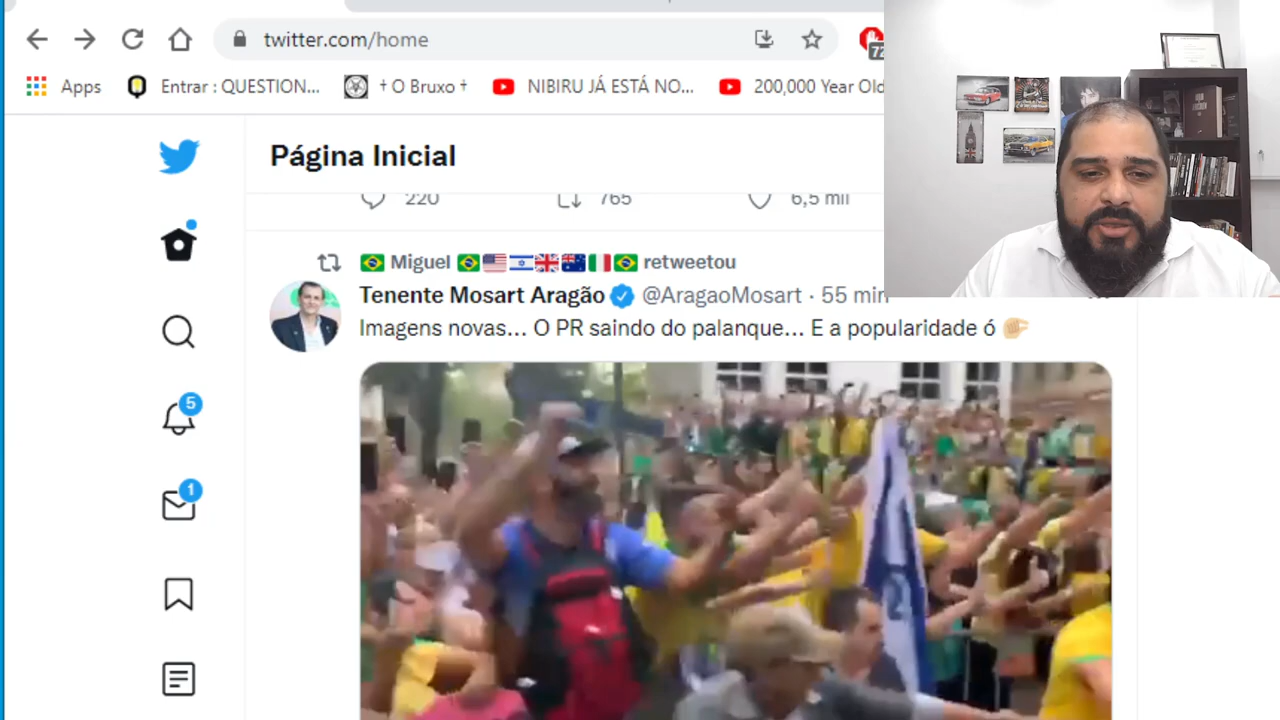 twitter.com/home
72
Apps
Entrar : QUESTION...
† O Bruxo †
NIBIRU JÁ ESTÁ NO...
200,000 Year Old
Página Inicial
220
765
6,5 mil
Miguel
retweetou
Tenente Mosart Aragão
@AragaoMosart · 55 min
Imagens novas... O PR saindo do palanque... E a popularidade ó
5
1